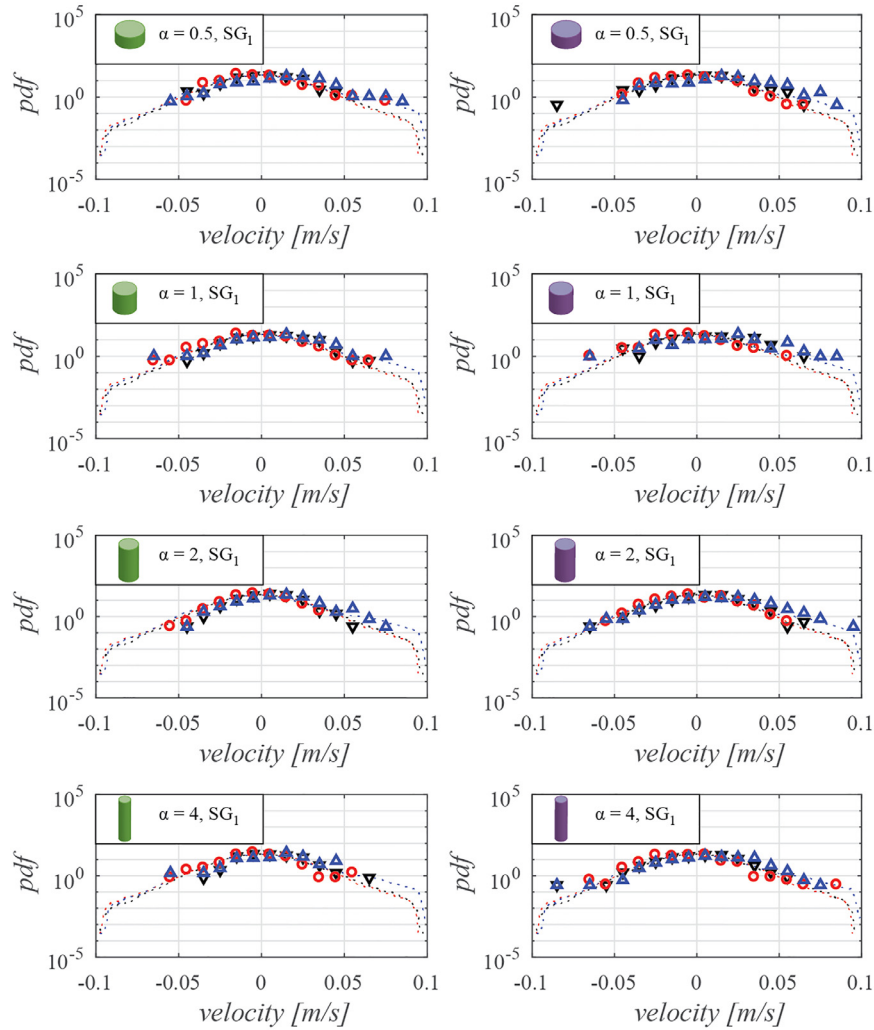 α = 0.5, SG1
pdf
10^5
10^0
10^-5
-0.1 -0.05 0 0.05 0.1
velocity [m/s]
α = 0.5, SG1
pdf
10^5
10^0
10^-5
-0.1 -0.05 0 0.05 0.1
velocity [m/s]
α = 1, SG1
pdf
10^5
10^0
10^-5
-0.1 -0.05 0 0.05 0.1
velocity [m/s]
α = 1, SG1
pdf
10^5
10^0
10^-5
-0.1 -0.05 0 0.05 0.1
velocity [m/s]
α = 2, SG1
pdf
10^5
10^0
10^-5
-0.1 -0.05 0 0.05 0.1
velocity [m/s]
α = 2, SG1
pdf
10^5
10^0
10^-5
-0.1 -0.05 0 0.05 0.1
velocity [m/s]
α = 4, SG1
pdf
10^5
10^0
10^-5
-0.1 -0.05 0 0.05 0.1
velocity [m/s]
α = 4, SG1
pdf
10^5
10^0
10^-5
-0.1 -0.05 0 0.05 0.1
velocity [m/s]